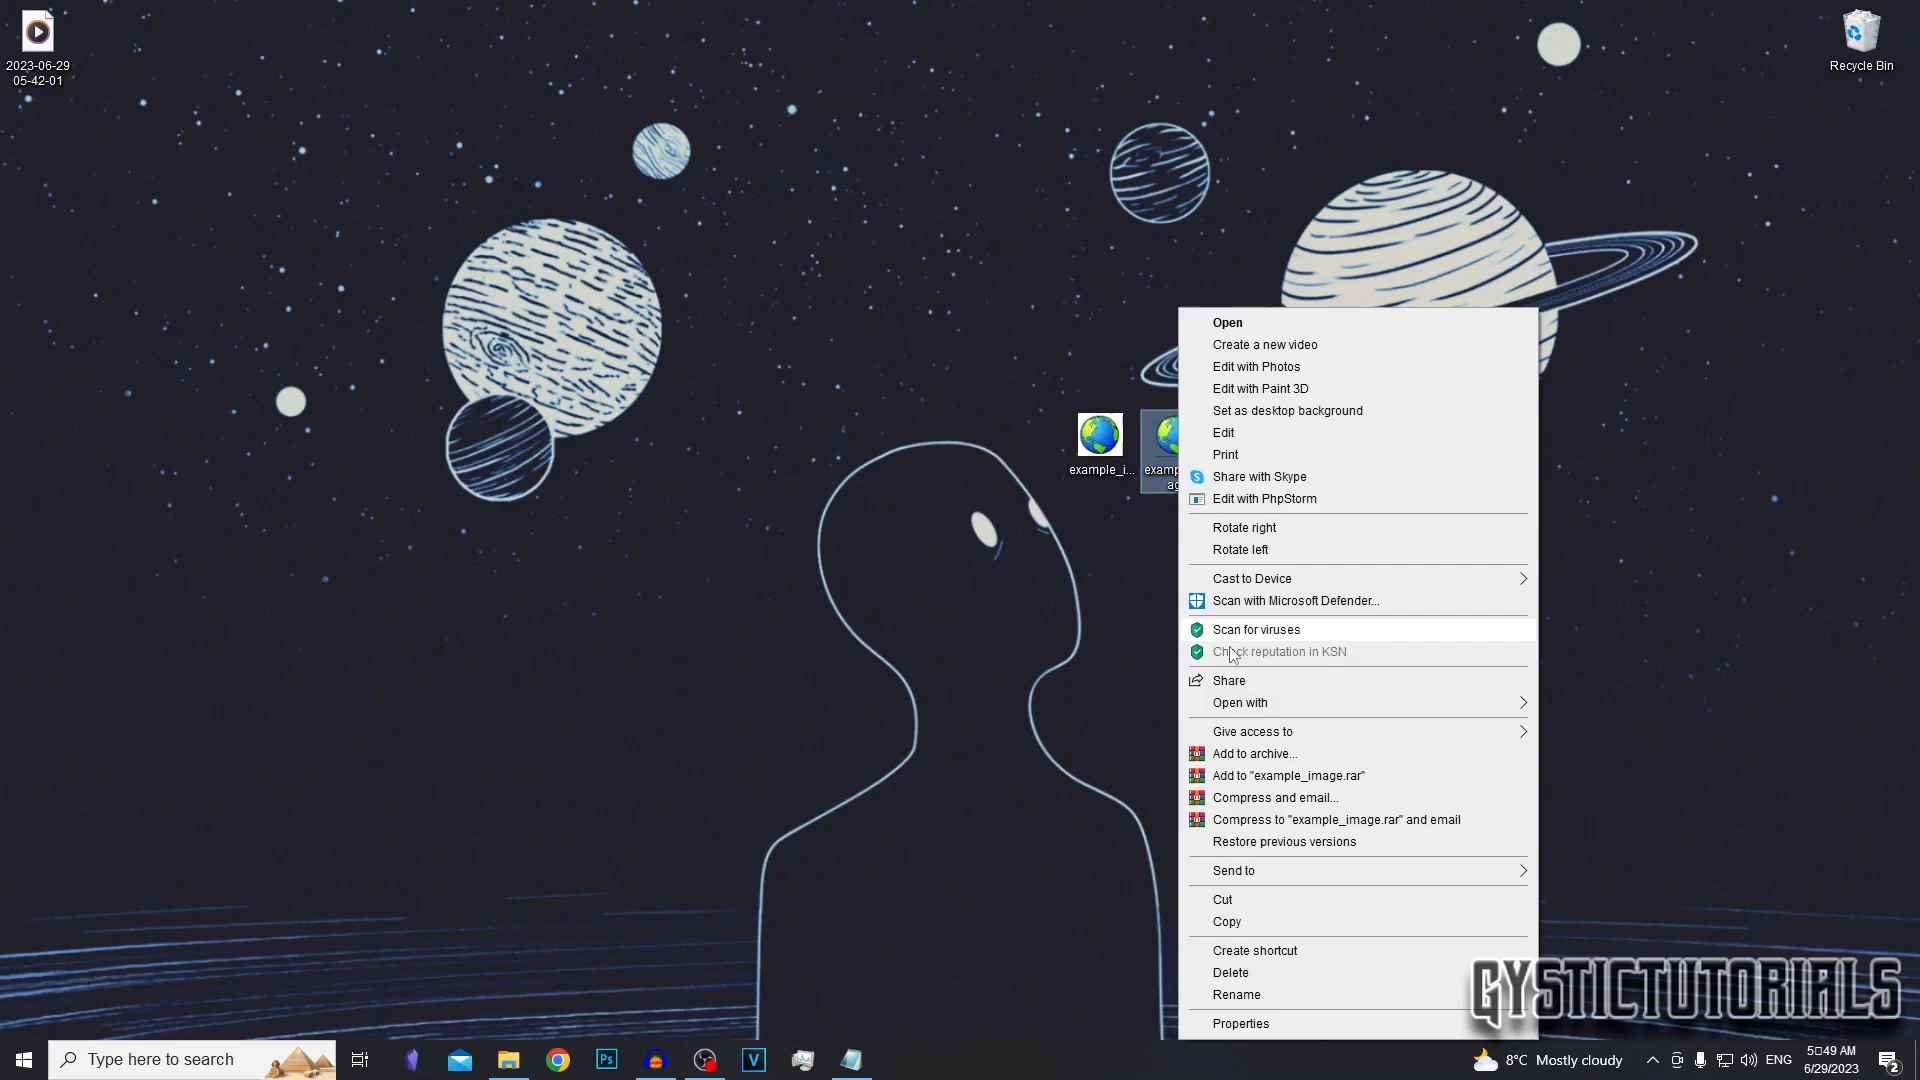 2023-06-29
05-42-01
Recycle Bin
example_i...
Open
Create a new video
Edit with Photos
Edit with Paint 3D
Set as desktop background
Edit
Print
Share with Skype
Edit with PhpStorm
Rotate right
Rotate left
Cast to Device
Scan with Microsoft Defender...
Scan for viruses
Check reputation in KSN
Share
Open with
Give access to
Add to archive...
Add to "example_image.rar"
Compress and email...
Compress to "example_image.rar" and email
Restore previous versions
Send to
Cut
Copy
Create shortcut
Delete
Rename
Properties
GYSTICTUTORIALS
Type here to search
Ps
V
8°C Mostly cloudy
ENG
5:49 AM
6/29/2023
2